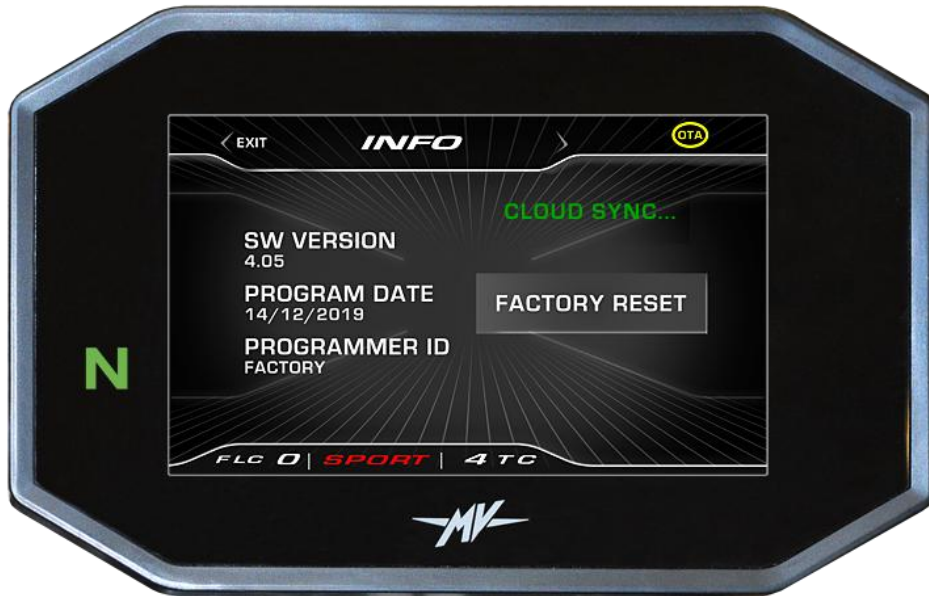 EXIT
INFO
OTA
CLOUD SYNC...
SW VERSION
4.05
PROGRAM DATE
14/12/2019
FACTORY RESET
PROGRAMMER ID
FACTORY
N
FLC 0 | SPORT | 4 TC
MV